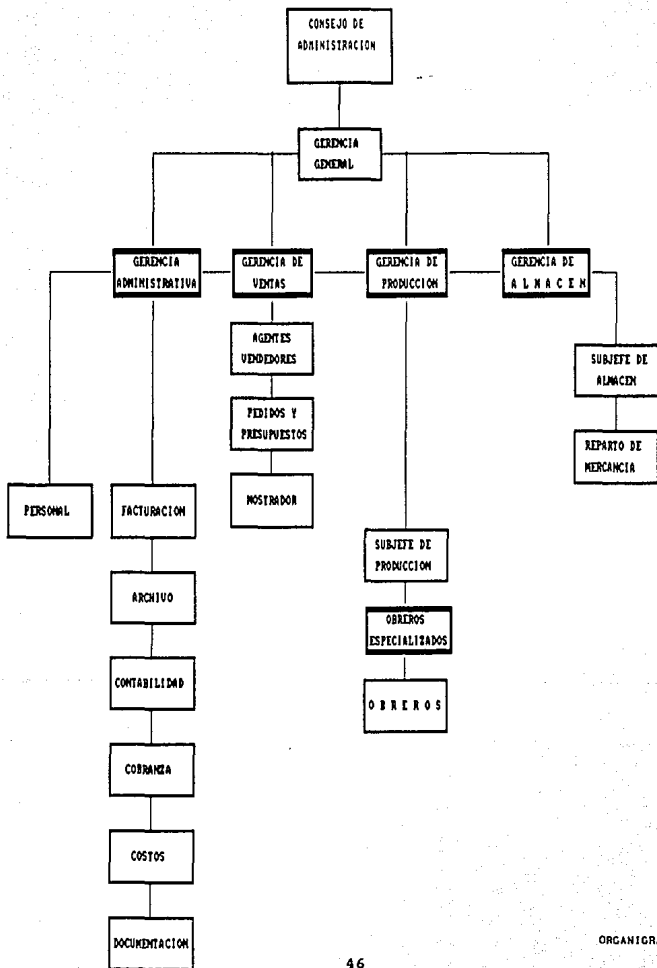 CONSEJO DE
ADMINISTRACION
GERENCIA
GENERAL
GERENCIA
ADMINISTRATIVA
GERENCIA DE
VENTAS
GERENCIA DE
PRODUCCION
GERENCIA DE
A L M A C E N
AGENTES
VENDEDORES
SUBJEFE DE
ALMACEN
PEDIDOS Y
PRESUPUESTOS
REPARTO DE
MERCANCIA
PERSONAL
FACTURACION
MOSTRADOR
SUBJEFE DE
PRODUCCION
ARCHIVO
OBREROS
ESPECIALIZADOS
CONTABILIDAD
O B R E R O S
COBRANZA
COSTOS
DOCUMENTACION
ORGANIGRA
46